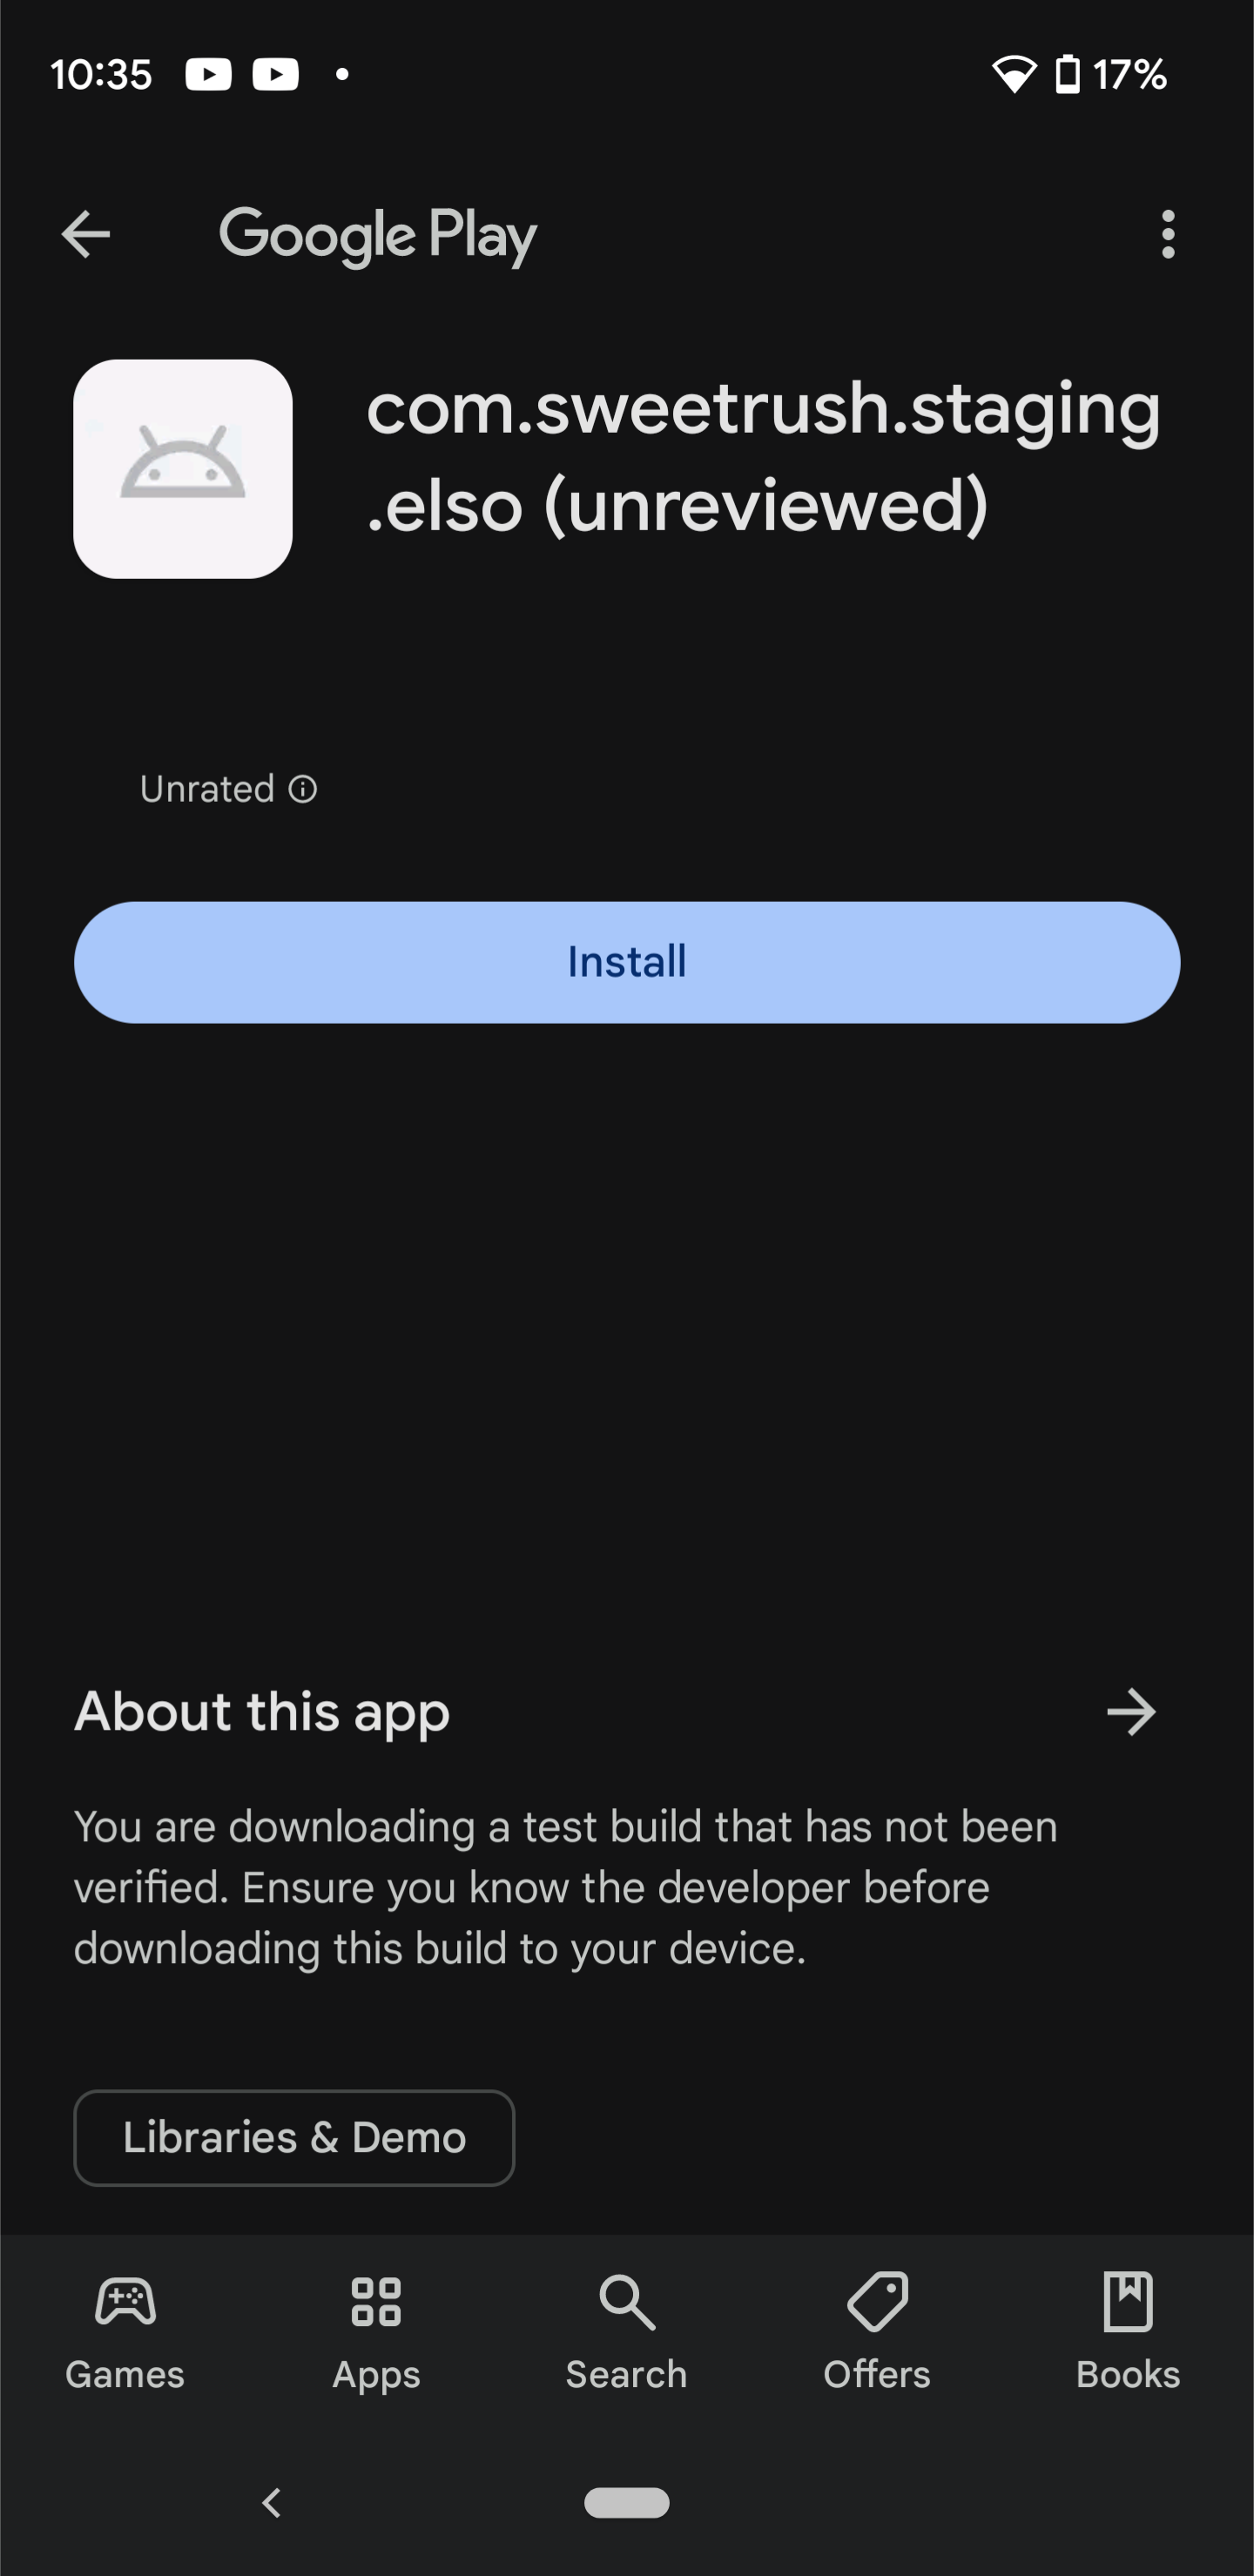 10:35
17%
Google Play
com.sweetrush.staging
.elso (unreviewed)
Unrated
Install
About this app
You are downloading a test build that has not been
verified. Ensure you know the developer before
downloading this build to your device.
Libraries & Demo
Games Apps Search Offers Books